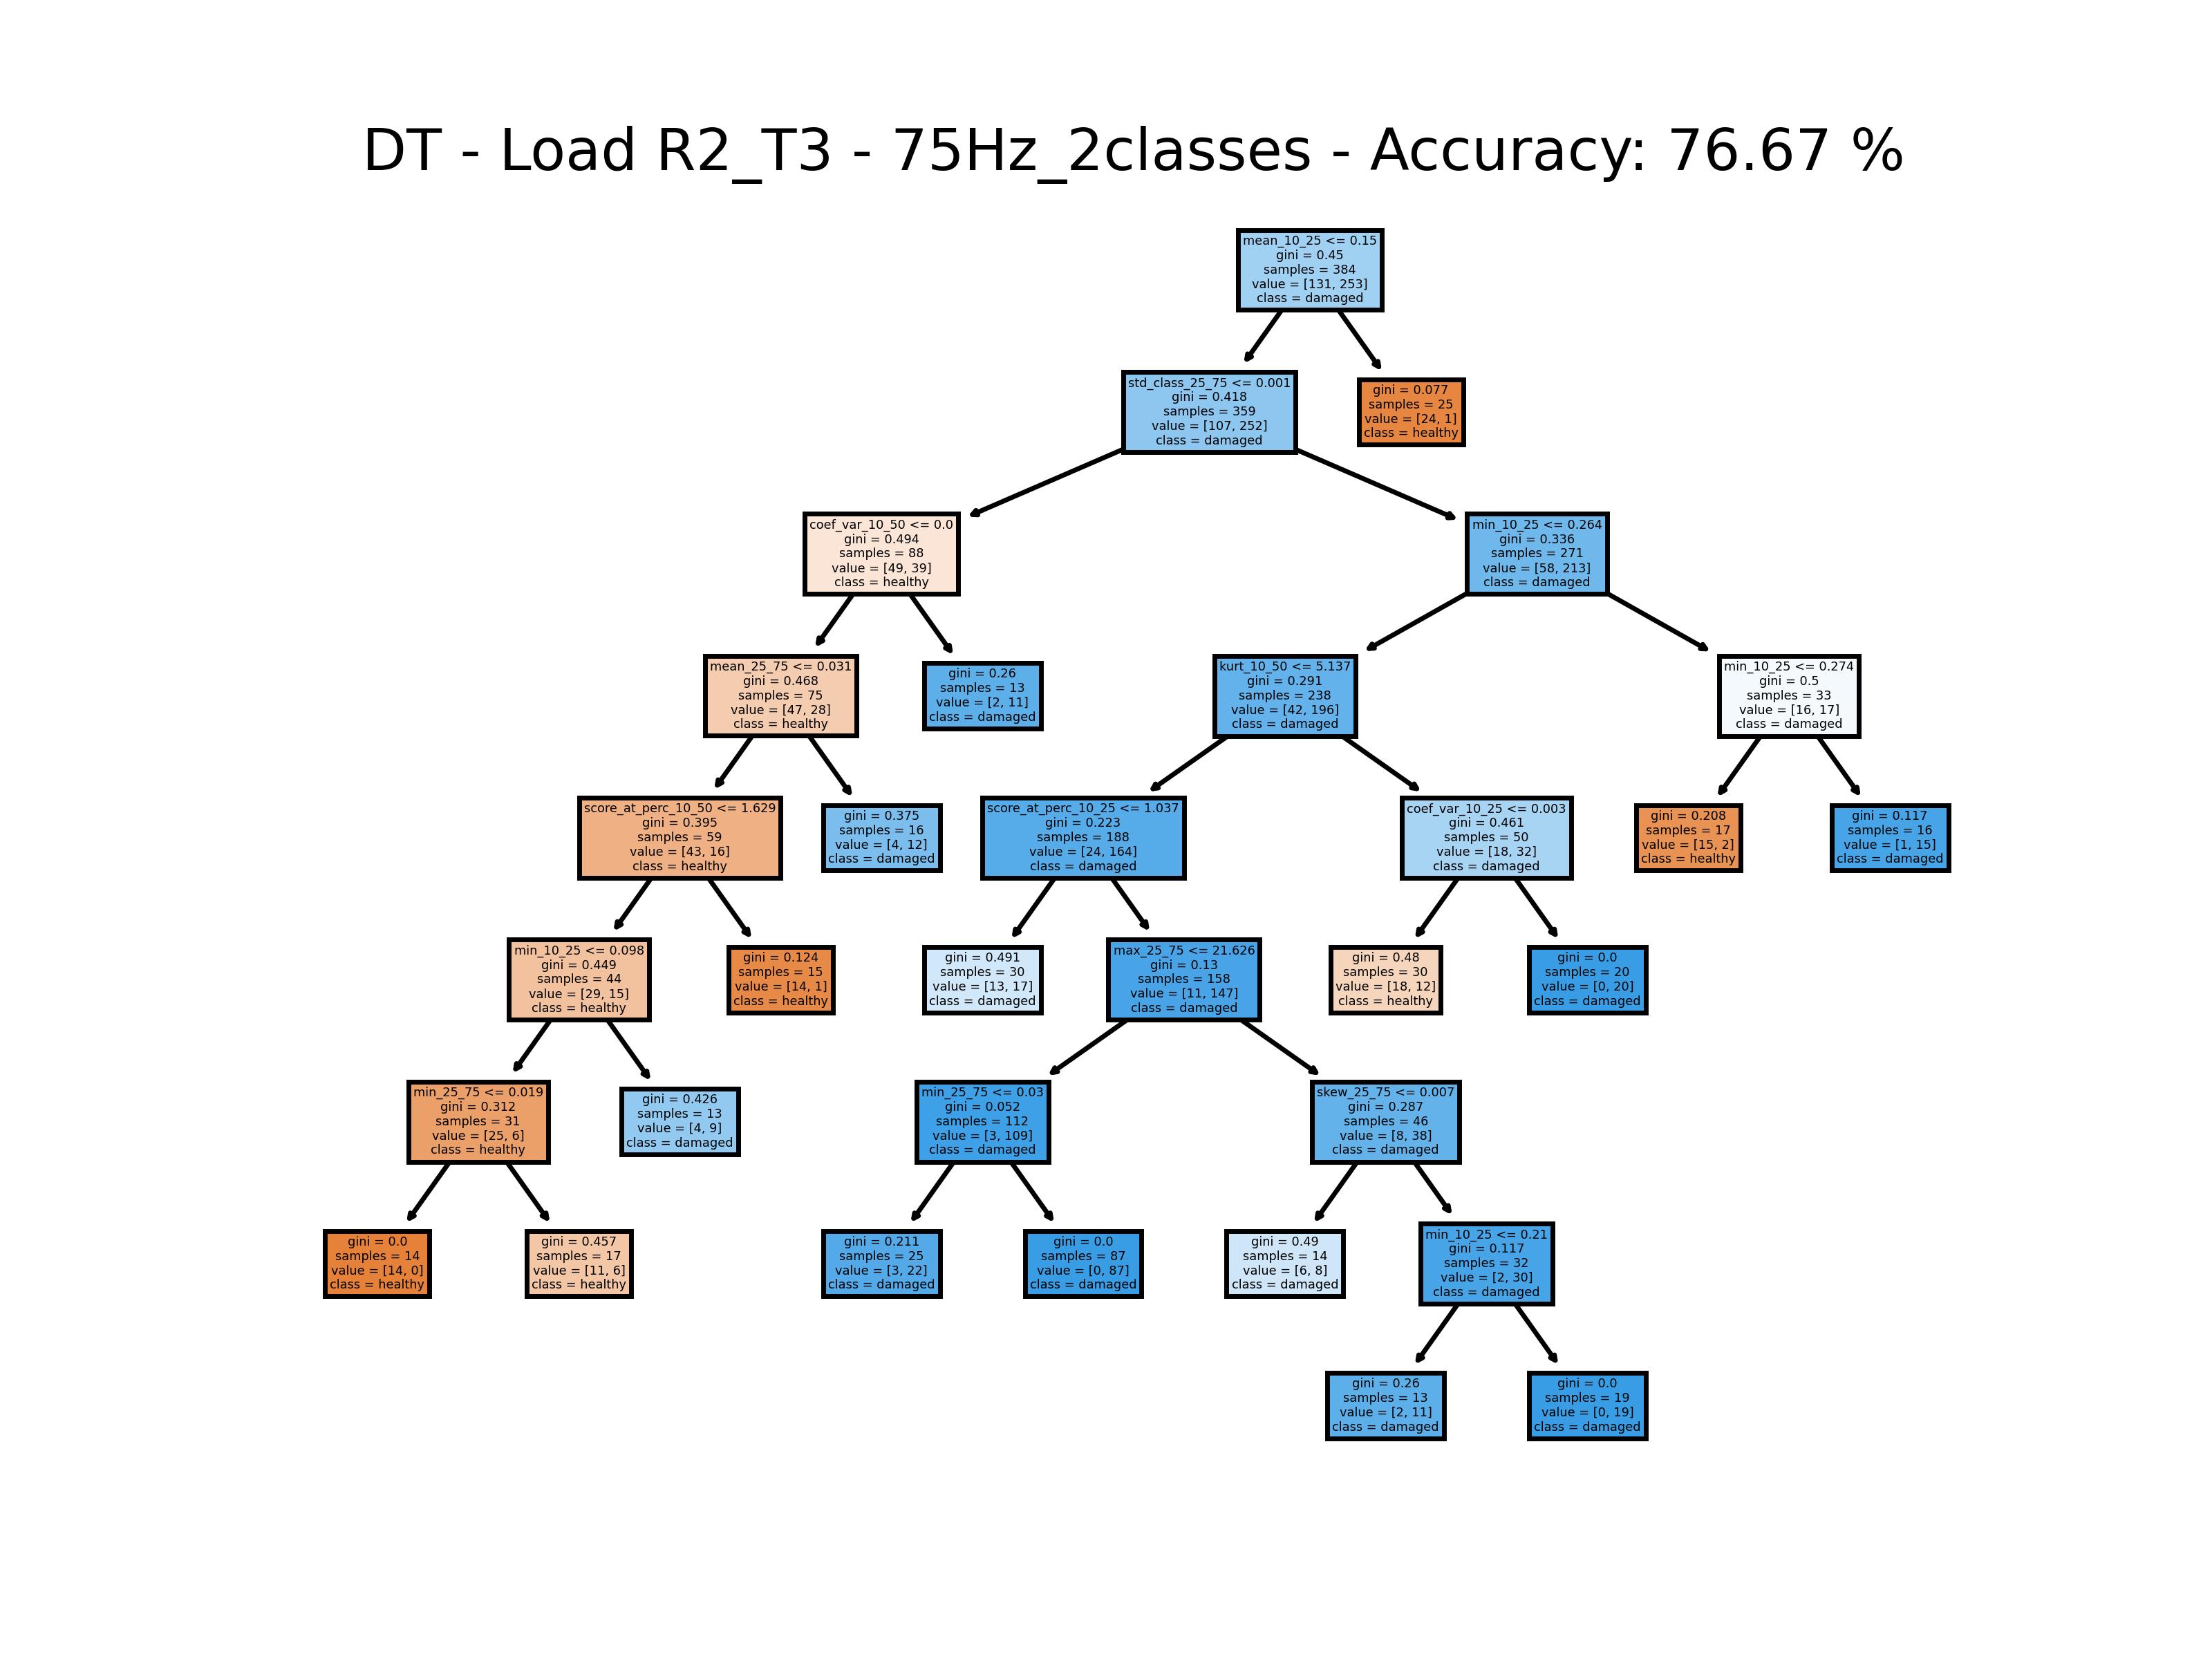 DT - Load R2_T3 - 75Hz_2classes - Accuracy: 76.67 %
mean_10_25 <= 0.15
gini = 0.45
samples = 384
value = [131, 253]
class = damaged
std_class_25_75 <= 0.001
gini = 0.418
samples = 359
value = [107, 252]
class = damaged
gini = 0.077
samples = 25
value = [24, 1]
class = healthy
coef_var_10_50 <= 0.0
gini = 0.494
samples = 88
value = [49, 39]
class = healthy
min_10_25 <= 0.264
gini = 0.336
samples = 271
value = [58, 213]
class = damaged
mean_25_75 <= 0.031
gini = 0.468
samples = 75
value = [47, 28]
class = healthy
gini = 0.26
samples = 13
value = [2, 11]
class = damaged
kurt_10_50 <= 5.137
gini = 0.291
samples = 238
value = [42, 196]
class = damaged
min_10_25 <= 0.274
gini = 0.5
samples = 33
value = [16, 17]
class = damaged
score_at_perc_10_50 <= 1.629
gini = 0.395
samples = 59
value = [43, 16]
class = healthy
gini = 0.375
samples = 16
value = [4, 12]
class = damaged
score_at_perc_10_25 <= 1.037
gini = 0.223
samples = 188
value = [24, 164]
class = damaged
coef_var_10_25 <= 0.003
gini = 0.461
samples = 50
value = [18, 32]
class = damaged
gini = 0.208
samples = 17
value = [15, 2]
class = healthy
gini = 0.117
samples = 16
value = [1, 15]
class = damaged
min_10_25 <= 0.098
gini = 0.449
samples = 44
value = [29, 15]
class = healthy
gini = 0.124
samples = 15
value = [14, 1]
class = healthy
gini = 0.491
samples = 30
value = [13, 17]
class = damaged
max_25_75 <= 21.626
gini = 0.13
samples = 158
value = [11, 147]
class = damaged
gini = 0.48
samples = 30
value = [18, 12]
class = healthy
gini = 0.0
samples = 20
value = [0, 20]
class = damaged
min_25_75 <= 0.019
gini = 0.312
samples = 31
value = [25, 6]
class = healthy
gini = 0.426
samples = 13
value = [4, 9]
class = damaged
min_25_75 <= 0.03
gini = 0.052
samples = 112
value = [3, 109]
class = damaged
skew_25_75 <= 0.007
gini = 0.287
samples = 46
value = [8, 38]
class = damaged
gini = 0.0
samples = 14
value = [14, 0]
class = healthy
gini = 0.457
samples = 17
value = [11, 6]
class = healthy
gini = 0.211
samples = 25
value = [3, 22]
class = damaged
gini = 0.0
samples = 87
value = [0, 87]
class = damaged
gini = 0.49
samples = 14
value = [6, 8]
class = damaged
min_10_25 <= 0.21
gini = 0.117
samples = 32
value = [2, 30]
class = damaged
gini = 0.26
samples = 13
value = [2, 11]
class = damaged
gini = 0.0
samples = 19
value = [0, 19]
class = damaged